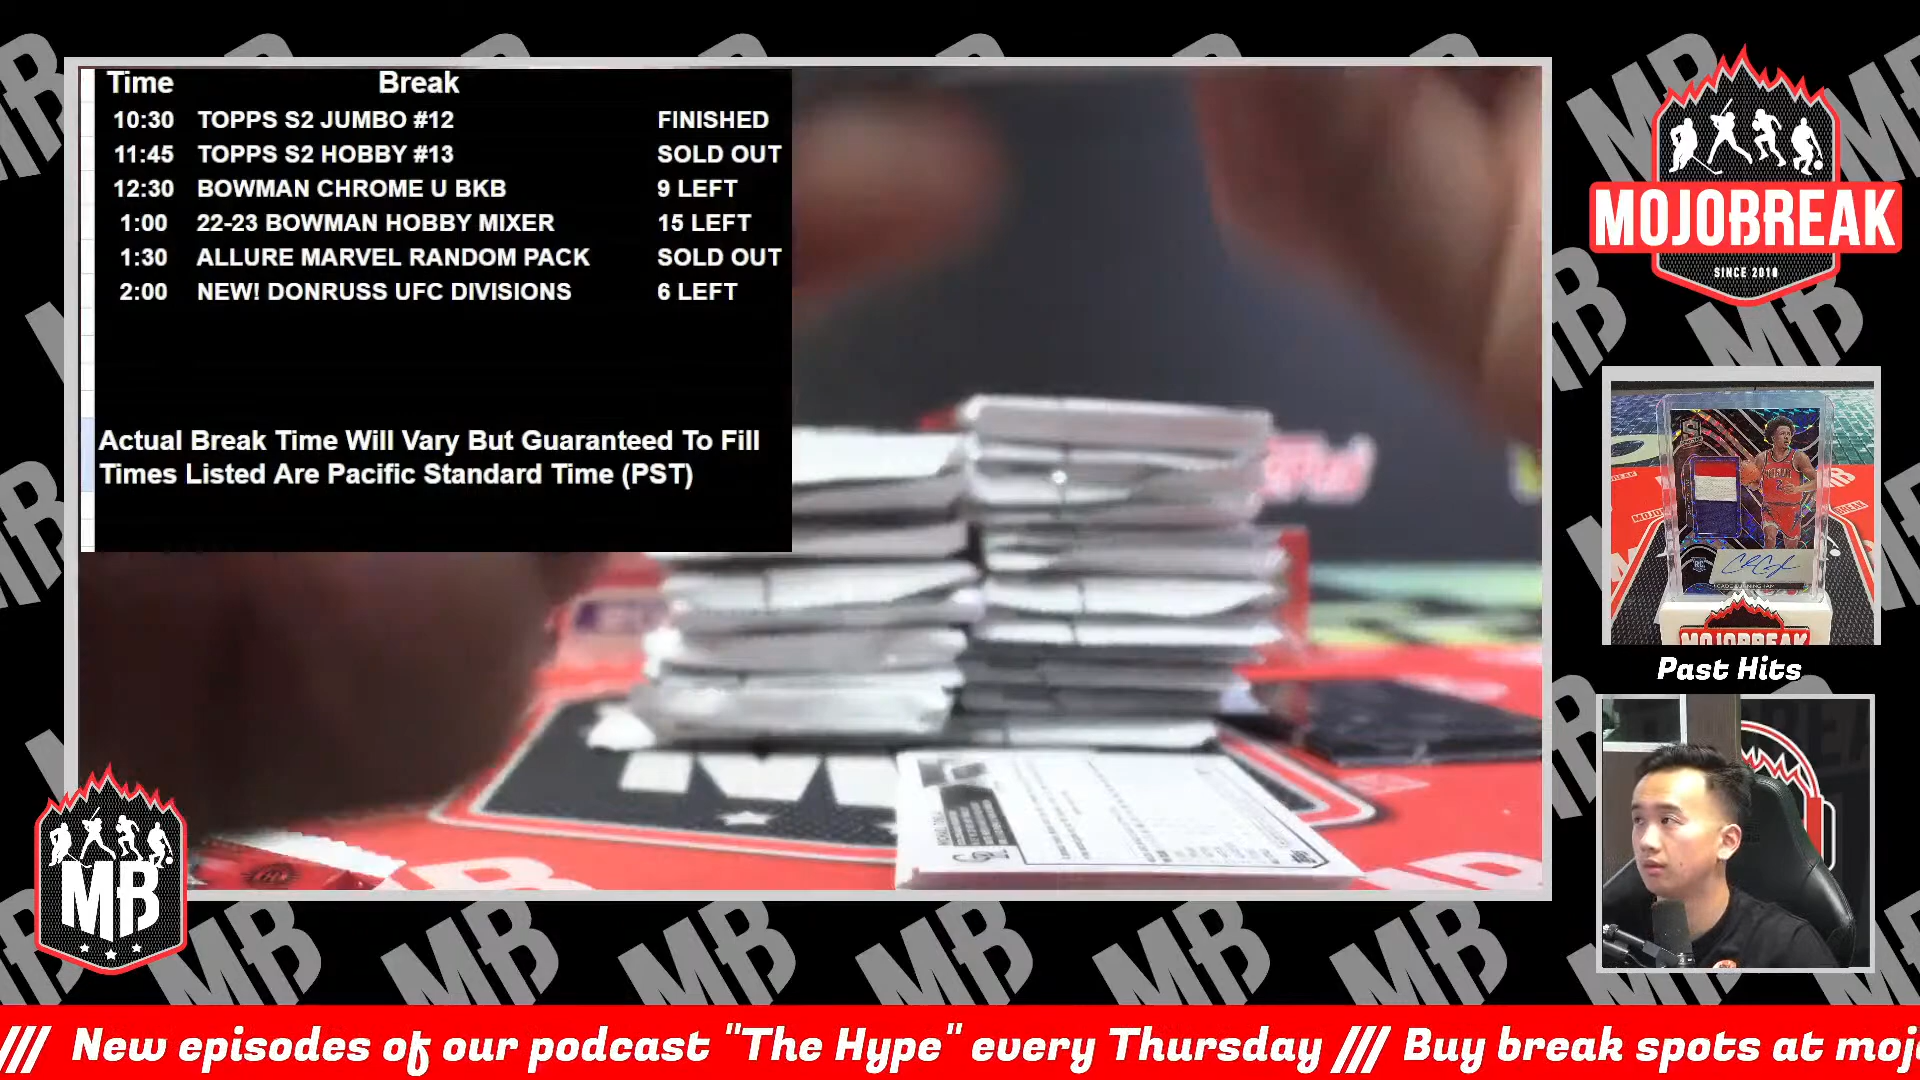 Time Break
10:30 TOPPS S2 JUMBO #12 FINISHED
11:45 TOPPS S2 HOBBY #13 SOLD OUT
12:30 BOWMAN CHROME U BKB 9 LEFT
1:00 22-23 BOWMAN HOBBY MIXER 15 LEFT
1:30 ALLURE MARVEL RANDOM PACK SOLD OUT
2:00 NEW! DONRUSS UFC DIVISIONS 6 LEFT
Actual Break Time Will Vary But Guaranteed To Fill
Times Listed Are Pacific Standard Time (PST)
MOJOBREAK
SINCE 2010
MOJOBREAK
Past Hits
MB
/// New episodes of our podcast "The Hype" every Thursday /// Buy break spots at